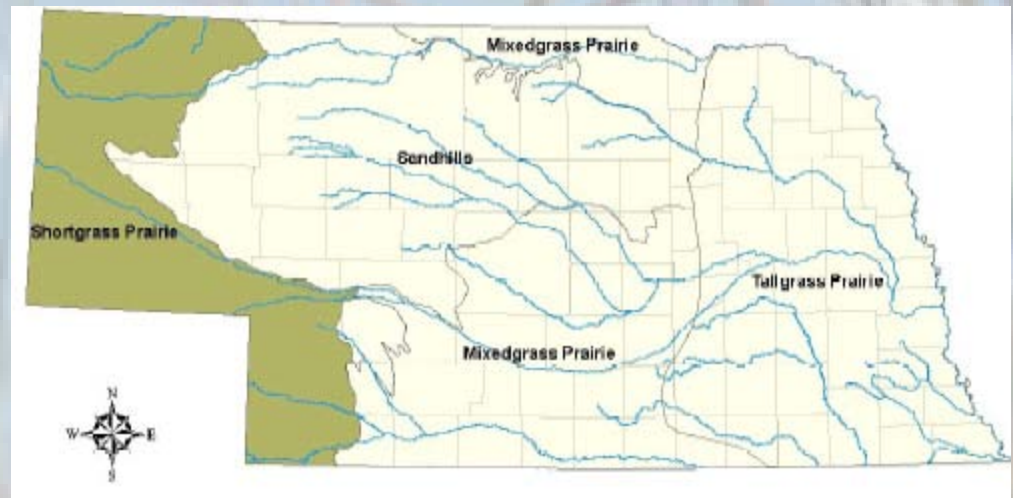 Mixedgrass Prairie
Sandhills
Shortgrass Prairie
Tallgrass Prairie
Mixedgrass Prairie
N
W E
S